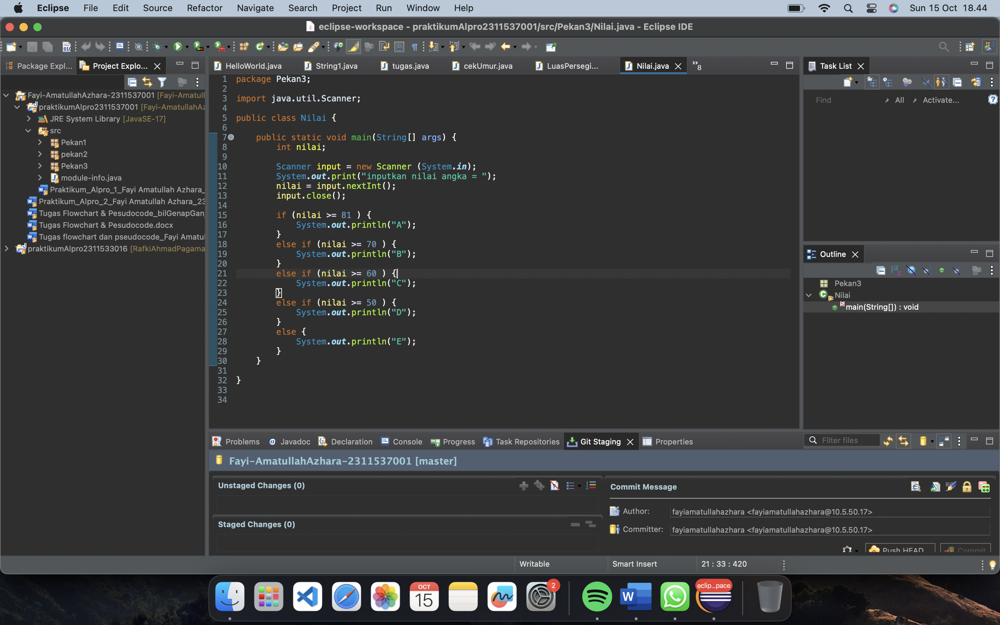 Eclipse File Edit Source Refactor Navigate Search Project Run Window Help Sun 15 Oct 18.44
eclipse-workspace - praktikumAlpro2311537001/src/Pekan3/Nilai.java - Eclipse IDE
Package Expl... Project Explo...
Fayi-AmatullahAzhara-2311537001 [Fayi-Amatull
praktikumAlpro2311537001 [Fayi-AmatullahAz
JRE System Library [JavaSE-17]
src
Pekan1
pekan2
Pekan3
module-info.java
Praktikum_Alpro_1_Fayi Amatullah Azhara_
Praktikum_Alpro_2_Fayi Amatullah Azhara_23
Tugas Flowchart & Pesudocode_bilGenapGan
Tugas Flowchart & Pesudocode.docx
Tugas flowchart dan pseudocode_Fayi Amatul
praktikumAlpro2311533016 [RafkiAhmadPagama
HelloWorld.java String1.java tugas.java cekUmur.java LuasPersegi... Nilai.java »8
1 package Pekan3;
2
3 import java.util.Scanner;
4
5 public class Nilai {
6
7 public static void main(String[] args) {
8 int nilai;
9
10 Scanner input = new Scanner (System.in);
11 System.out.print("inputkan nilai angka = ");
12 nilai = input.nextInt();
13 input.close();
14
15 if (nilai >= 81 ) {
16 System.out.println("A");
17 }
18 else if (nilai >= 70 ) {
19 System.out.println("B");
20 }
21 else if (nilai >= 60 ) {
22 System.out.println("C");
23 }
24 else if (nilai >= 50 ) {
25 System.out.println("D");
26 }
27 else {
28 System.out.println("E");
29 }
30 }
31
32 }
33
34
Task List
Find All Activate...
Outline
Pekan3
Nilai
main(String[]) : void
Problems Javadoc Declaration Console Progress Task Repositories Git Staging Properties Filter files
Fayi-AmatullahAzhara-2311537001 [master]
Unstaged Changes (0)
Staged Changes (0)
Commit Message
Author: fayiamatullahazhara <fayiamatullahazhara@10.5.50.17>
Committer: fayiamatullahazhara <fayiamatullahazhara@10.5.50.17>
Push HEAD Commit
Writable Smart Insert 21 : 33 : 420
OCT
15
2
W
eclip...pace